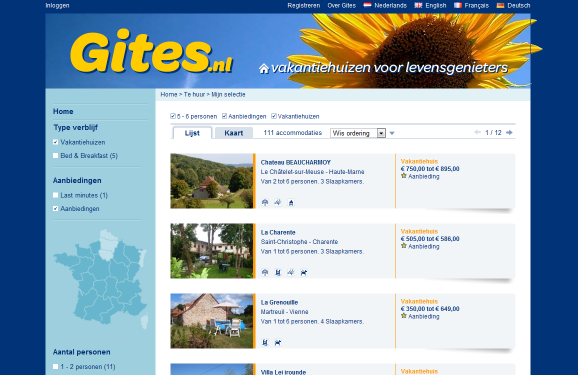 Inloggen
Registreren Over Gites Nederlands English Français Deutsch
Gites.nl
vakantiehuizen voor levensgenieters
Home > Te huur > Mijn selectie
Home
Type verblijf
Vakantiehuizen
Bed & Breakfast (5)
Aanbiedingen
Last minutes (1)
Aanbiedingen
Aantal personen
1 - 2 personen (11)
5 - 6 personen Aanbiedingen Vakantiehuizen
Lijst Kaart 111 accommodaties Wis ordering 1 / 12
Chateau BEAUCHARMOY
Le Châtelet-sur-Meuse - Haute-Marne
Van 2 tot 6 personen. 3 Slaapkamers.
Vakantiehuis
€ 750,00 tot € 895,00
Aanbieding
La Charente
Saint-Christophe - Charente
Van 1 tot 6 personen. 3 Slaapkamers.
Vakantiehuis
€ 505,00 tot € 586,00
Aanbieding
La Grenouille
Martreuil - Vienne
Van 1 tot 6 personen. 4 Slaapkamers.
Vakantiehuis
€ 350,00 tot € 649,00
Aanbieding
Villa
Vakantiehuis